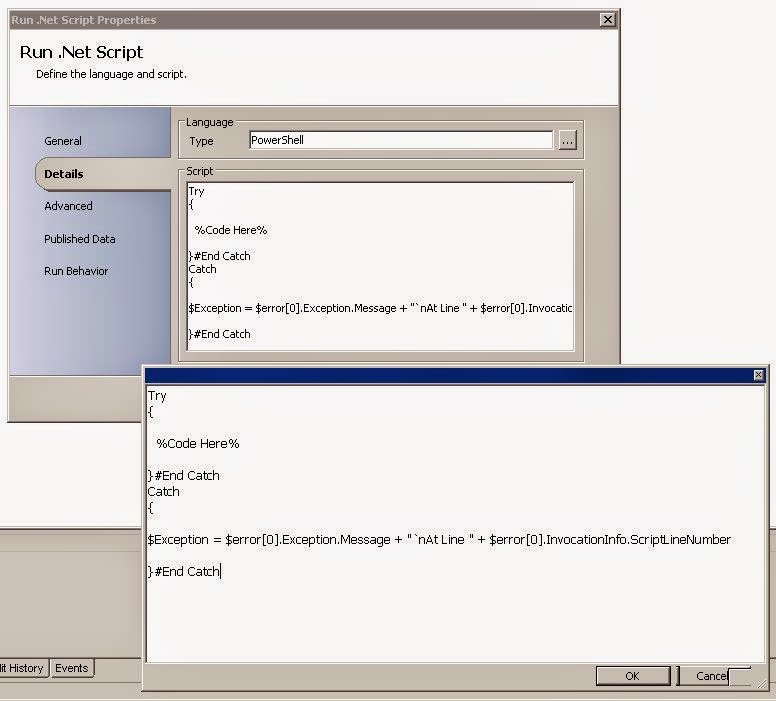 Run .Net Script Properties
Run .Net Script
Define the language and script.
General
Details
Advanced
Published Data
Run Behavior
Language
Type
PowerShell
...
Script
Try
{
%Code Here%
}#End Catch
Catch
{
$Exception = $error[0].Exception.Message + "`nAt Line " + $error[0].Invocatio
}#End Catch
Try
{
%Code Here%
}#End Catch
Catch
{
$Exception = $error[0].Exception.Message + "`nAt Line " + $error[0].InvocationInfo.ScriptLineNumber
}#End Catch
OK
Cancel
dit History
Events